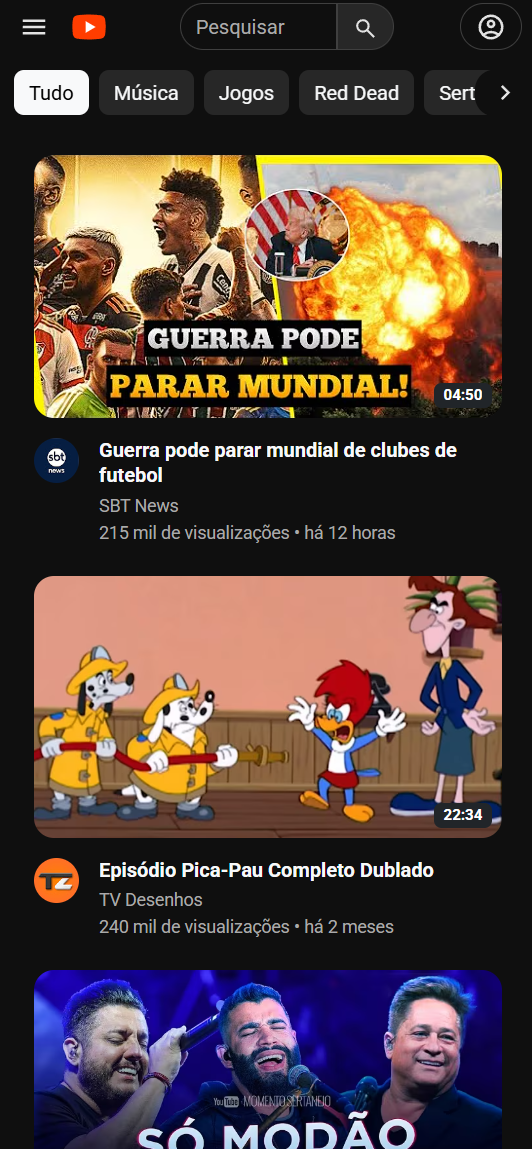 Pesquisar
Tudo
Música
Jogos
Red Dead
Sert
GUERRA PODE
PARAR MUNDIAL!
04:50
sbt
news
Guerra pode parar mundial de clubes de
futebol
SBT News
215 mil de visualizações • há 12 horas
22:34
TZ
Episódio Pica-Pau Completo Dublado
TV Desenhos
240 mil de visualizações • há 2 meses
YouTube MOMENTO SERTANEJO
SÓ MODÃO